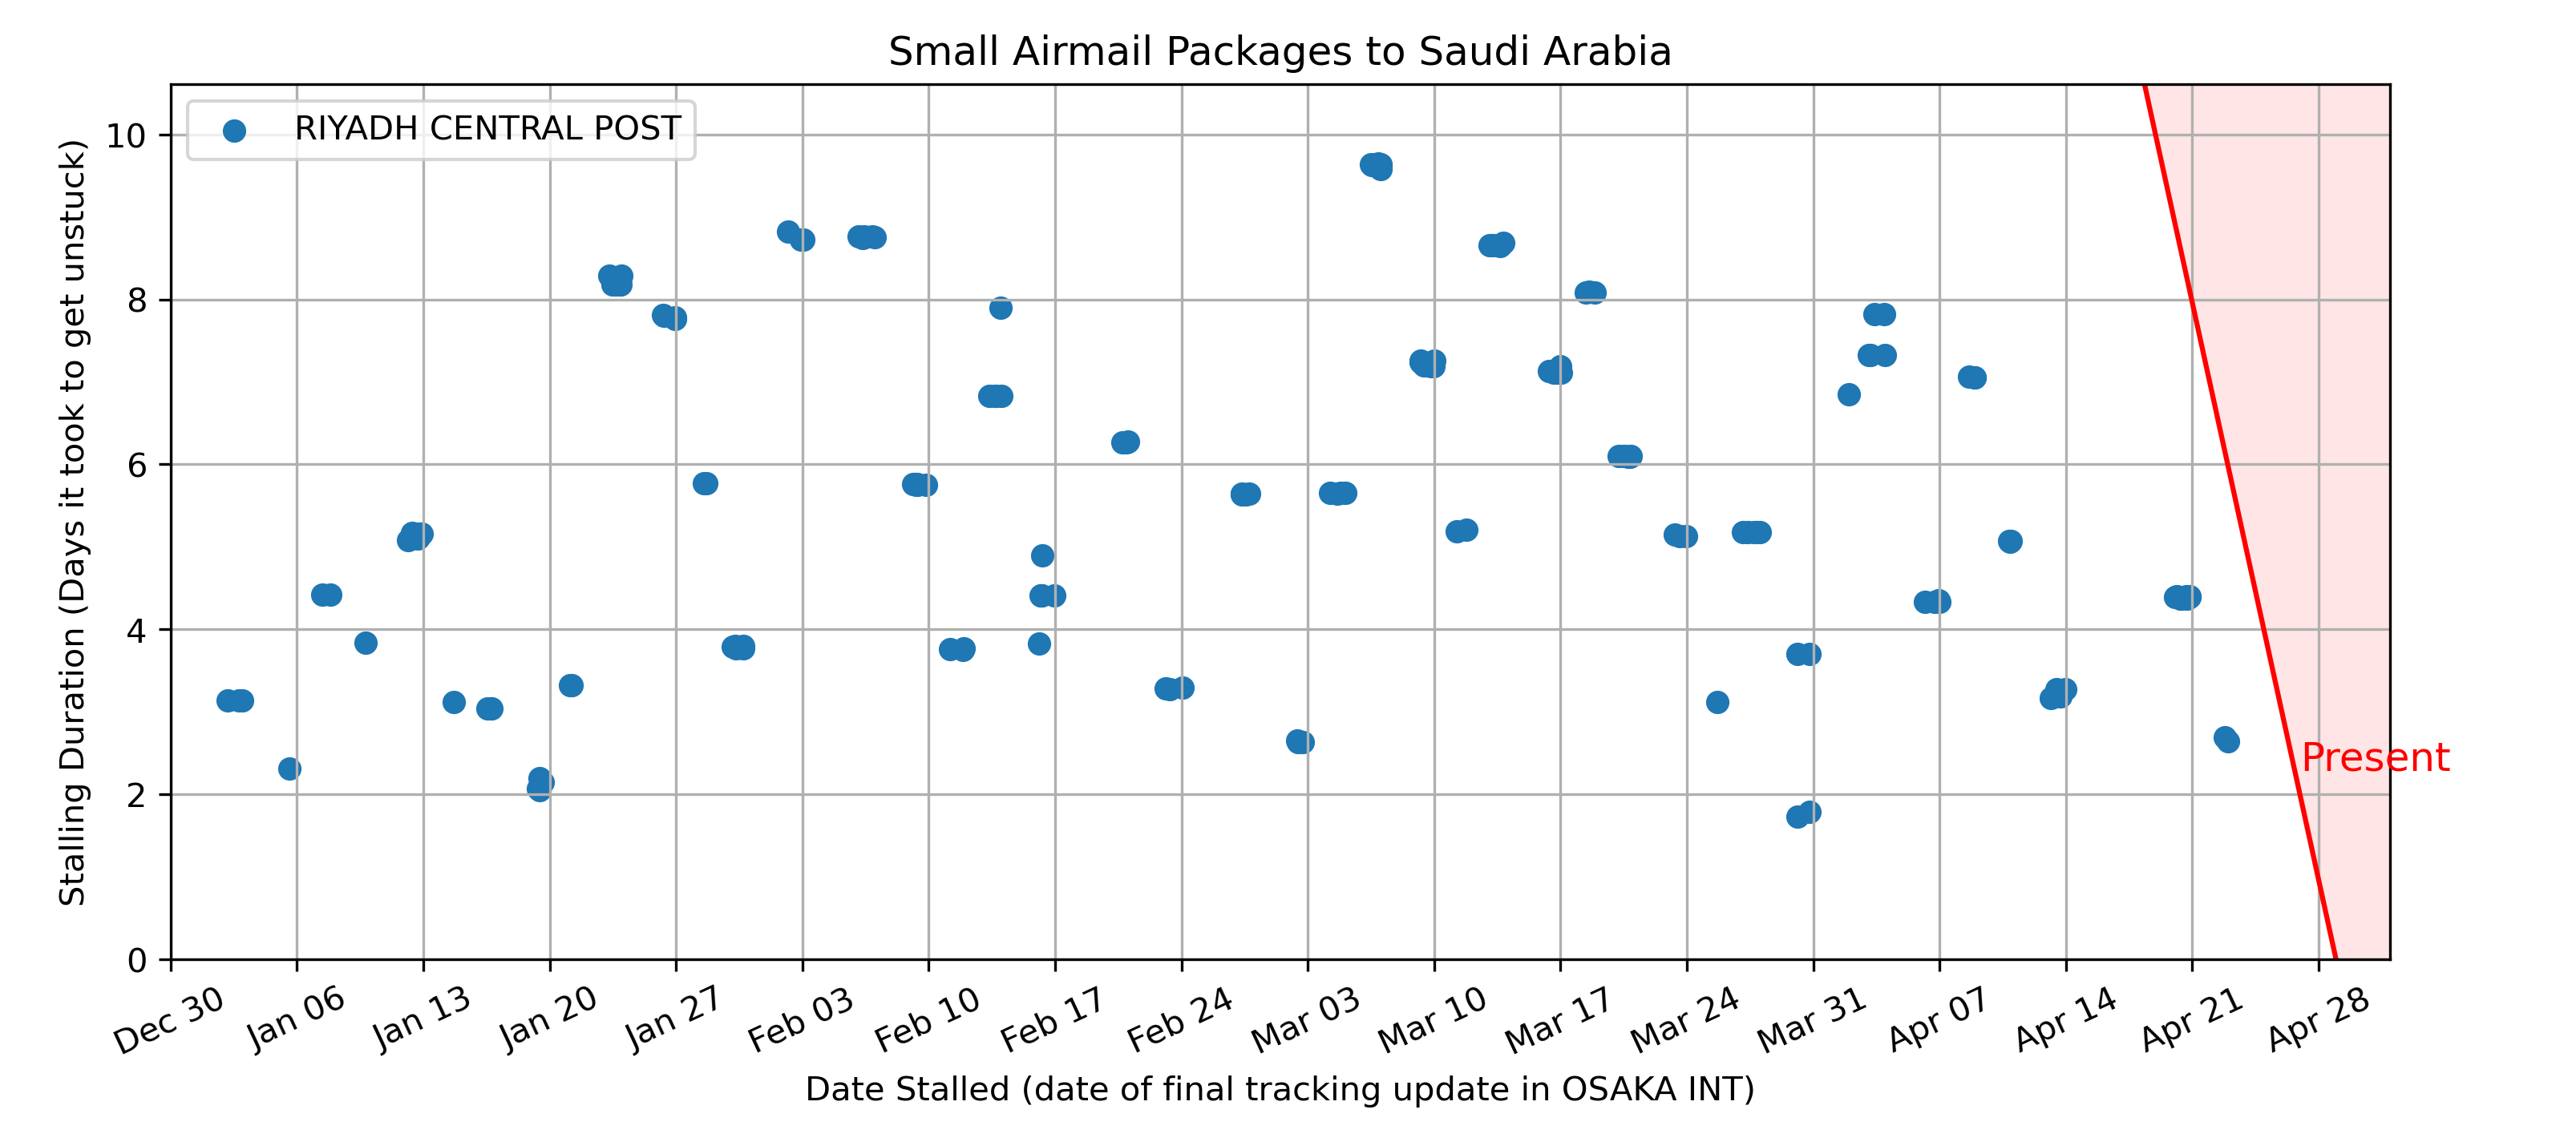 Small Airmail Packages to Saudi Arabia
RIYADH CENTRAL POST
Stalling Duration (Days it took to get unstuck)
10
8
6
4
2
0
Present
Dec 30
Jan 06
Jan 13
Jan 20
Jan 27
Feb 03
Feb 10
Feb 17
Feb 24
Mar 03
Mar 10
Mar 17
Mar 24
Mar 31
Apr 07
Apr 14
Apr 21
Apr 28
Date Stalled (date of final tracking update in OSAKA INT)